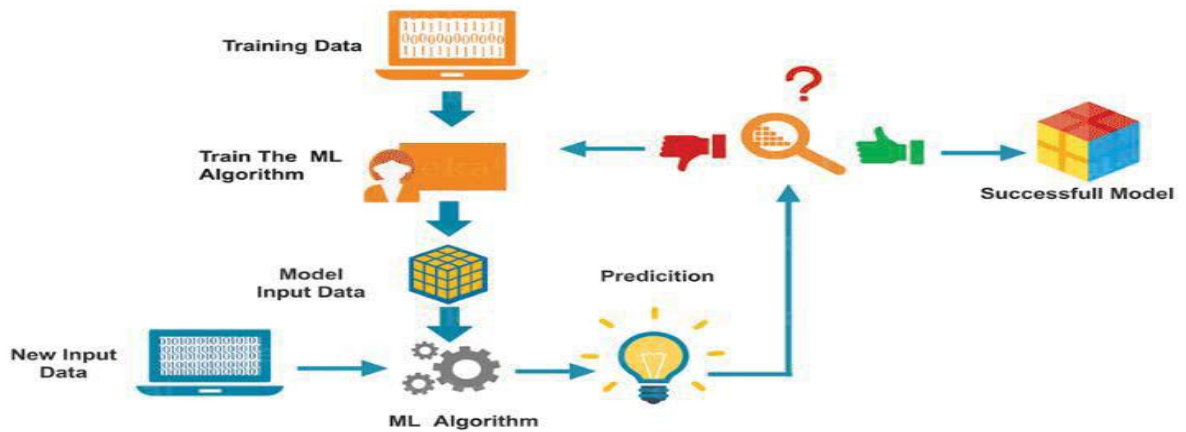 Training Data
Train The ML
Algorithm
Successfull Model
Model
Input Data
Predicition
New Input
Data
ML Algorithm
?